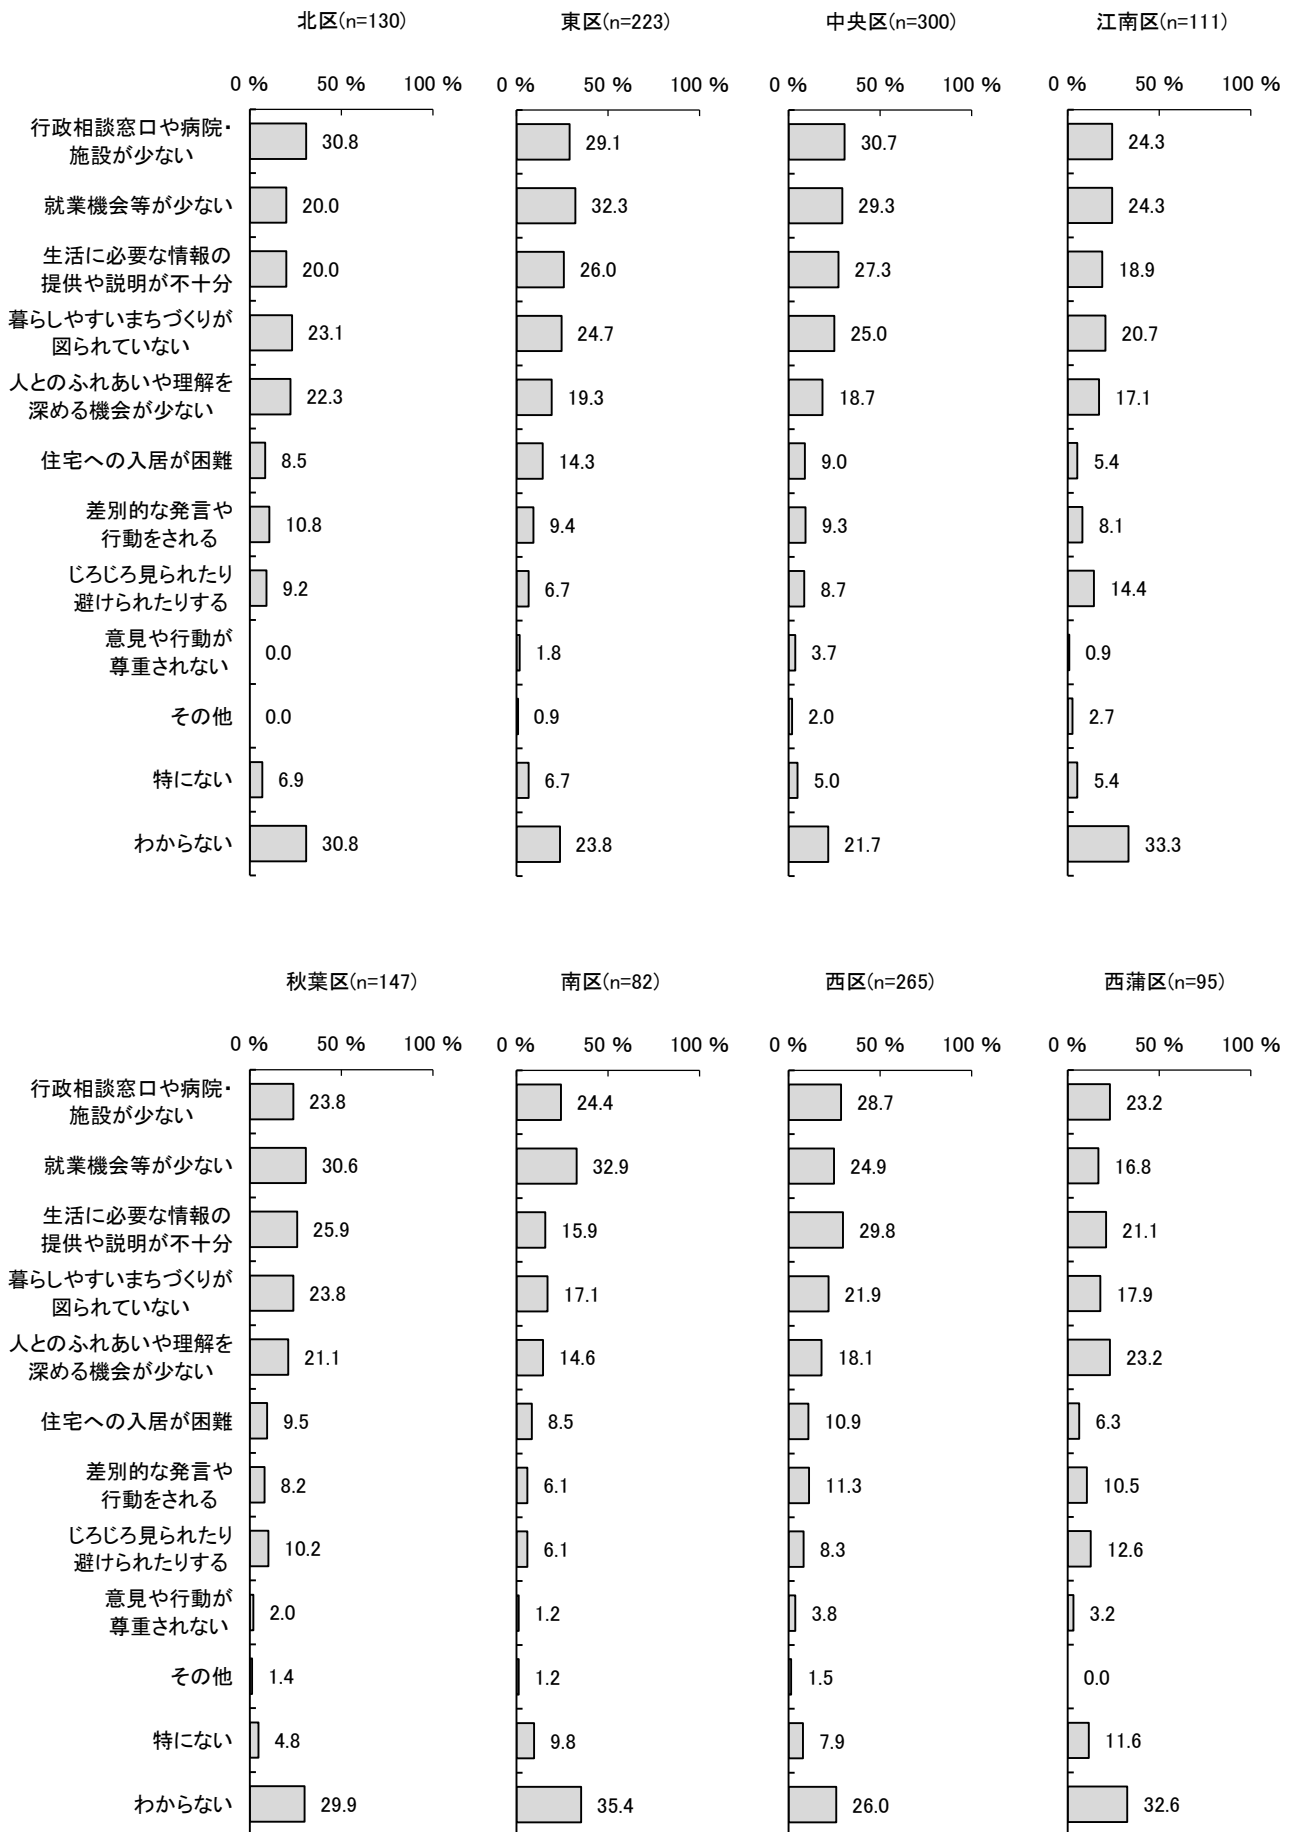 北区(n=130) 東区(n=223) 中央区(n=300) 江南区(n=111)
0 % 50 % 100 % 0 % 50 % 100 % 0 % 50 % 100 % 0 % 50 % 100 %
行政相談窓口や病院・
施設が少ない 30.8 29.1 30.7 24.3
就業機会等が少ない 20.0 32.3 29.3 24.3
生活に必要な情報の
提供や説明が不十分 20.0 26.0 27.3 18.9
暮らしやすいまちづくりが
図られていない 23.1 24.7 25.0 20.7
人とのふれあいや理解を
深める機会が少ない 22.3 19.3 18.7 17.1
住宅への入居が困難 8.5 14.3 9.0 5.4
差別的な発言や
行動をされる 10.8 9.4 9.3 8.1
じろじろ見られたり
避けられたりする 9.2 6.7 8.7 14.4
意見や行動が
尊重されない 0.0 1.8 3.7 0.9
その他 0.0 0.9 2.0 2.7
特にない 6.9 6.7 5.0 5.4
わからない 30.8 23.8 21.7 33.3
秋葉区(n=147) 南区(n=82) 西区(n=265) 西蒲区(n=95)
0 % 50 % 100 % 0 % 50 % 100 % 0 % 50 % 100 % 0 % 50 % 100 %
行政相談窓口や病院・
施設が少ない 23.8 24.4 28.7 23.2
就業機会等が少ない 30.6 32.9 24.9 16.8
生活に必要な情報の
提供や説明が不十分 25.9 15.9 29.8 21.1
暮らしやすいまちづくりが
図られていない 23.8 17.1 21.9 17.9
人とのふれあいや理解を
深める機会が少ない 21.1 14.6 18.1 23.2
住宅への入居が困難 9.5 8.5 10.9 6.3
差別的な発言や
行動をされる 8.2 6.1 11.3 10.5
じろじろ見られたり
避けられたりする 10.2 6.1 8.3 12.6
意見や行動が
尊重されない 2.0 1.2 3.8 3.2
その他 1.4 1.2 1.5 0.0
特にない 4.8 9.8 7.9 11.6
わからない 29.9 35.4 26.0 32.6